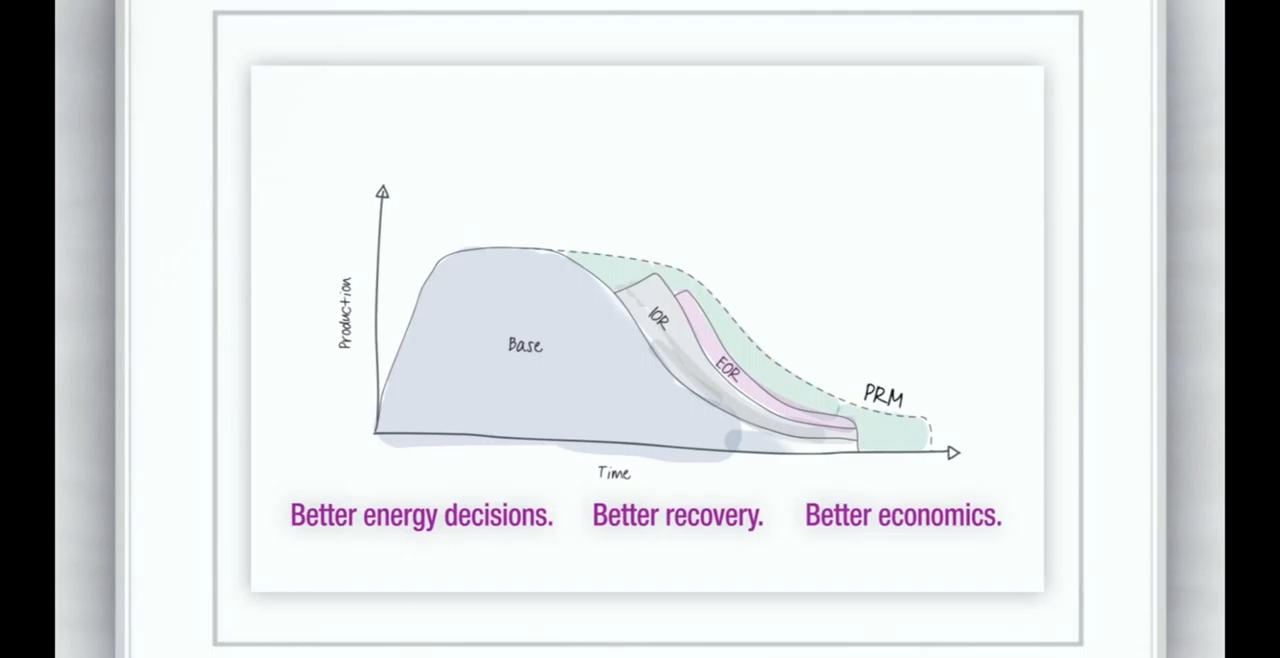 Production
Base
IOR
EOR
PRM
Time
Better energy decisions. Better recovery. Better economics.